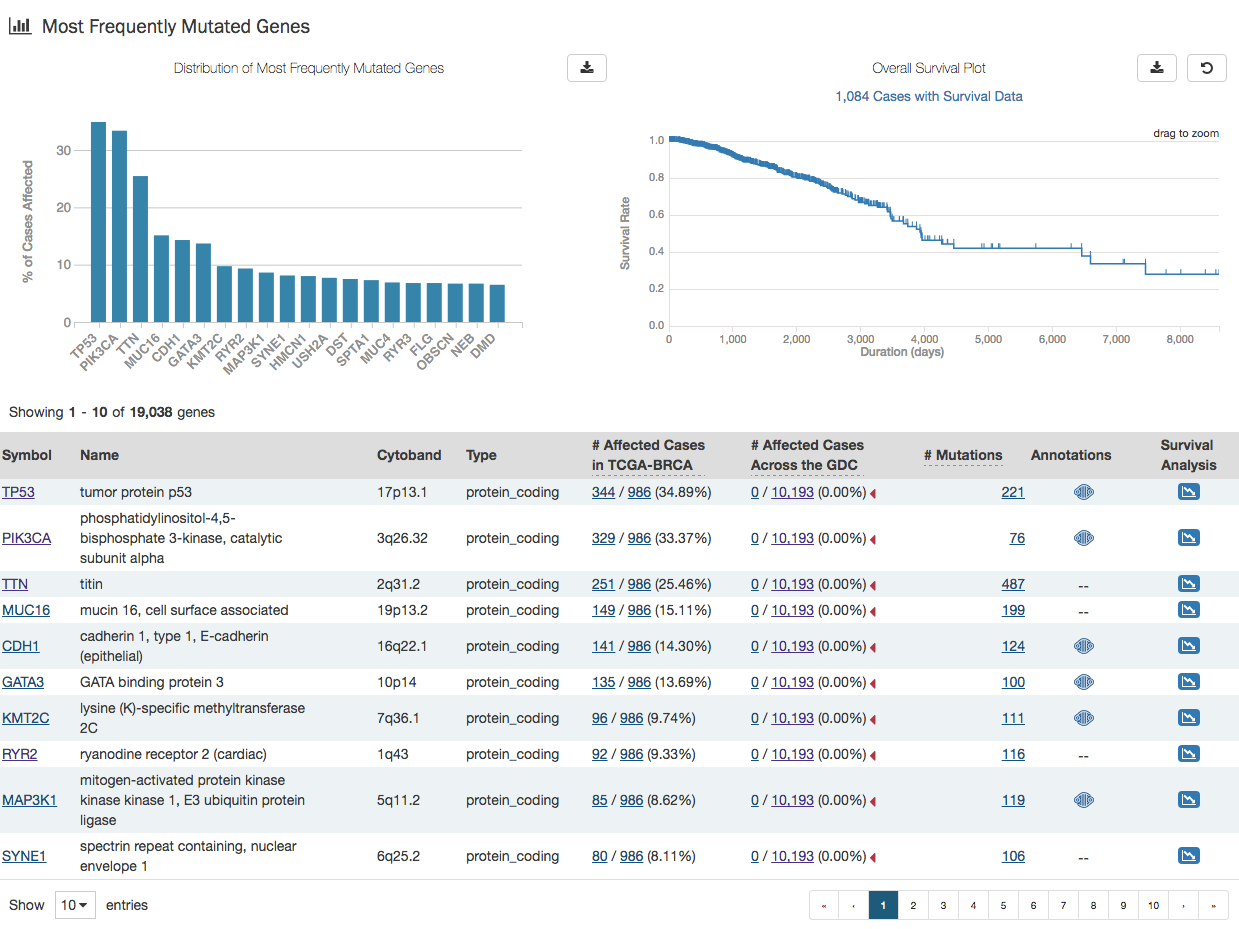 Most Frequently Mutated Genes
Distribution of Most Frequently Mutated Genes
% of Cases Affected
30
20
10
0
TP53
PIK3CA
TTN
MUC16
CDH1
GATA3
KMT2C
RYR2
MAP3K1
SYNE1
HMCN1
USH2A
DST
SPTA1
MUC4
RYR3
FLG
OBSCN
NEB
DMD
Overall Survival Plot
1,084 Cases with Survival Data
drag to zoom
Survival Rate
1.0
0.8
0.6
0.4
0.2
0.0
0 1,000 2,000 3,000 4,000 5,000 6,000 7,000 8,000
Duration (days)
Showing 1 - 10 of 19,038 genes
Symbol Name Cytoband Type # Affected Cases in TCGA-BRCA # Affected Cases Across the GDC # Mutations Annotations Survival Analysis
TP53 tumor protein p53 17p13.1 protein_coding 344 / 986 (34.89%) 0 / 10,193 (0.00%) 221
PIK3CA phosphatidylinositol-4,5-bisphosphate 3-kinase, catalytic subunit alpha 3q26.32 protein_coding 329 / 986 (33.37%) 0 / 10,193 (0.00%) 76
TTN titin 2q31.2 protein_coding 251 / 986 (25.46%) 0 / 10,193 (0.00%) 487 --
MUC16 mucin 16, cell surface associated 19p13.2 protein_coding 149 / 986 (15.11%) 0 / 10,193 (0.00%) 199 --
CDH1 cadherin 1, type 1, E-cadherin (epithelial) 16q22.1 protein_coding 141 / 986 (14.30%) 0 / 10,193 (0.00%) 124
GATA3 GATA binding protein 3 10p14 protein_coding 135 / 986 (13.69%) 0 / 10,193 (0.00%) 100
KMT2C lysine (K)-specific methyltransferase 2C 7q36.1 protein_coding 96 / 986 (9.74%) 0 / 10,193 (0.00%) 111
RYR2 ryanodine receptor 2 (cardiac) 1q43 protein_coding 92 / 986 (9.33%) 0 / 10,193 (0.00%) 116 --
MAP3K1 mitogen-activated protein kinase kinase kinase 1, E3 ubiquitin protein ligase 5q11.2 protein_coding 85 / 986 (8.62%) 0 / 10,193 (0.00%) 119
SYNE1 spectrin repeat containing, nuclear envelope 1 6q25.2 protein_coding 80 / 986 (8.11%) 0 / 10,193 (0.00%) 106 --
Show 10 entries
« ‹ 1 2 3 4 5 6 7 8 9 10 › »